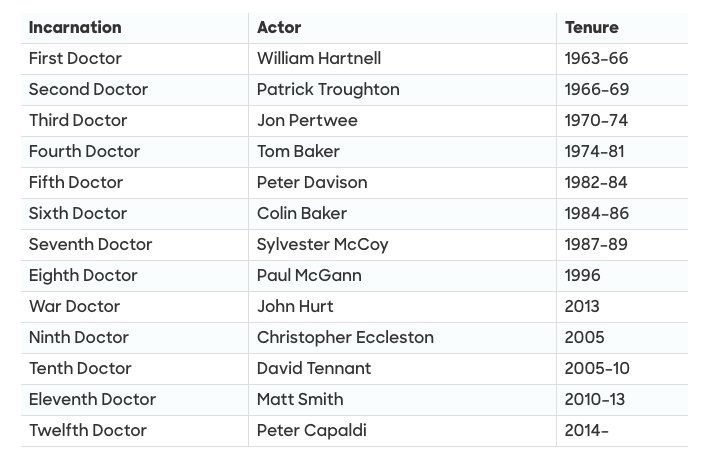 Incarnation Actor Tenure
First Doctor William Hartnell 1963–66
Second Doctor Patrick Troughton 1966–69
Third Doctor Jon Pertwee 1970–74
Fourth Doctor Tom Baker 1974–81
Fifth Doctor Peter Davison 1982–84
Sixth Doctor Colin Baker 1984–86
Seventh Doctor Sylvester McCoy 1987–89
Eighth Doctor Paul McGann 1996
War Doctor John Hurt 2013
Ninth Doctor Christopher Eccleston 2005
Tenth Doctor David Tennant 2005–10
Eleventh Doctor Matt Smith 2010–13
Twelfth Doctor Peter Capaldi 2014–